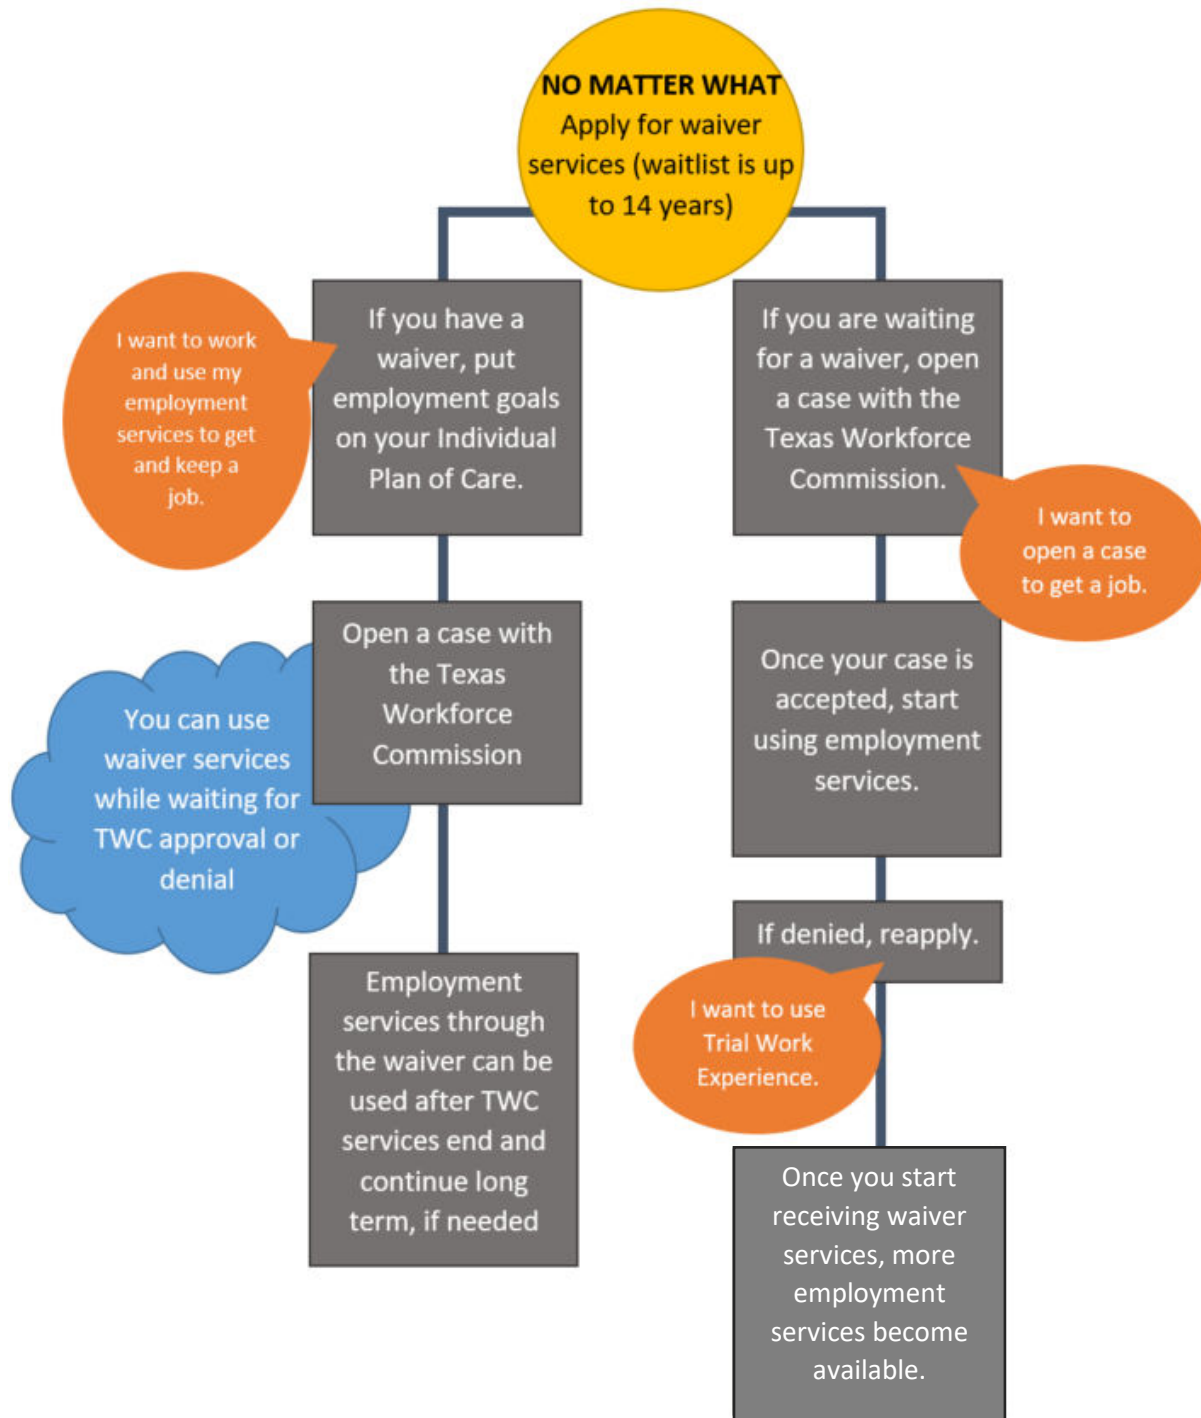 NO MATTER WHAT
Apply for waiver
services (waitlist is up
to 14 years)
I want to work
and use my
employment
services to get
and keep a
job.
If you have a
waiver, put
employment goals
on your Individual
Plan of Care.
Open a case with
the Texas
Workforce
Commission
You can use
waiver services
while waiting for
TWC approval or
denial
Employment
services through
the waiver can be
used after TWC
services end and
continue long
term, if needed
If you are waiting
for a waiver, open
a case with the
Texas Workforce
Commission.
I want to
open a case
to get a job.
Once your case is
accepted, start
using employment
services.
If denied, reapply.
I want to use
Trial Work
Experience.
Once you start
receiving waiver
services, more
employment
services become
available.